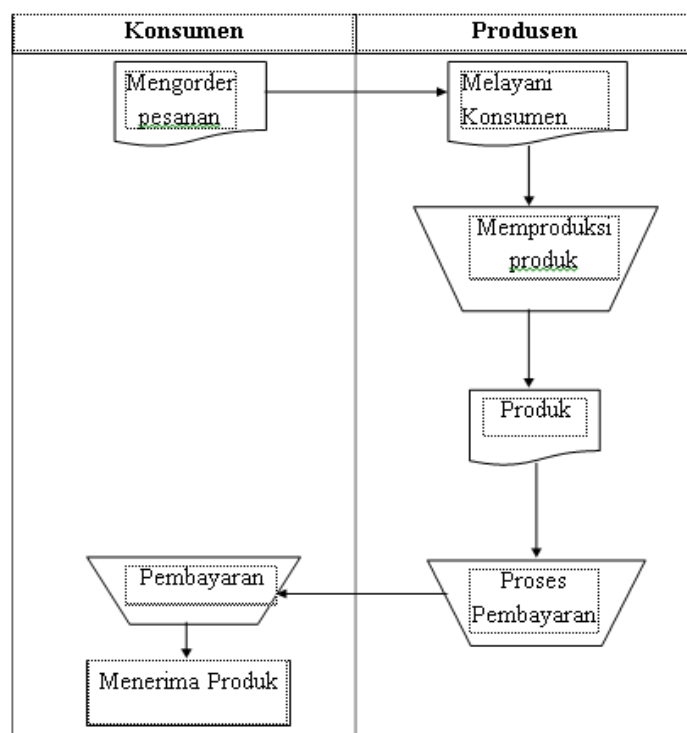 Konsumen
Produsen
Mengorder
pesanan
Melayani
Konsumen
Memproduksi
produk
Produk
Proses
Pembayaran
Pembayaran
Menerima Produk